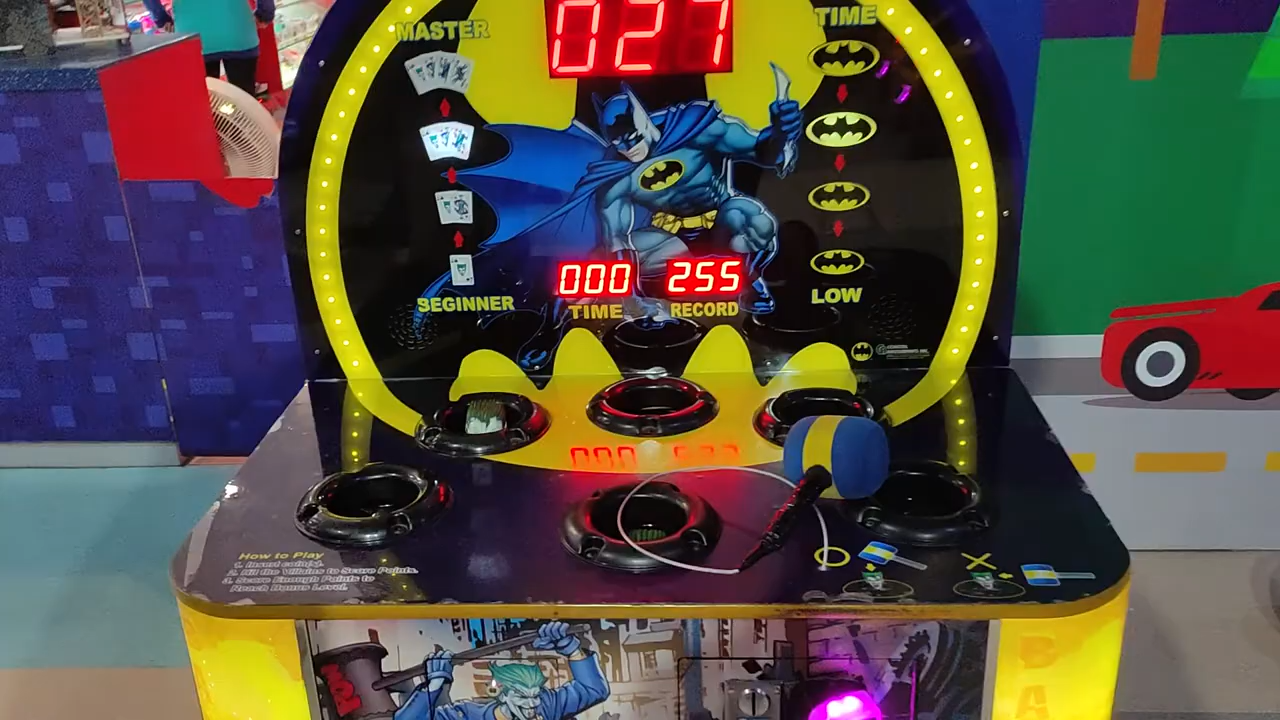 027
MASTER
TIME
000
255
TIME
RECORD
BEGINNER
LOW
How to Play
1. Insert coin(s).
2. Hit the Villains to Score Points.
3. Score Enough Points to
Reach Bonus Level.
BA